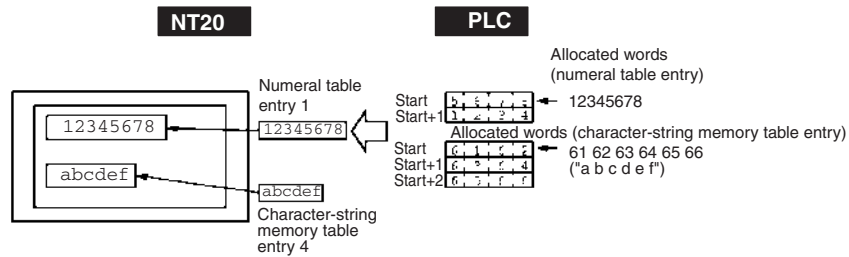 NT20
PLC
Allocated words
(numeral table entry)
Numeral table
entry 1
12345678
12345678
Start
Start+1
12345678
Allocated words (character-string memory table entry)
abcdef
abcdef
Character-string
memory table
entry 4
Start
Start+1
Start+2
61 62 63 64 65 66
("a b c d e f")